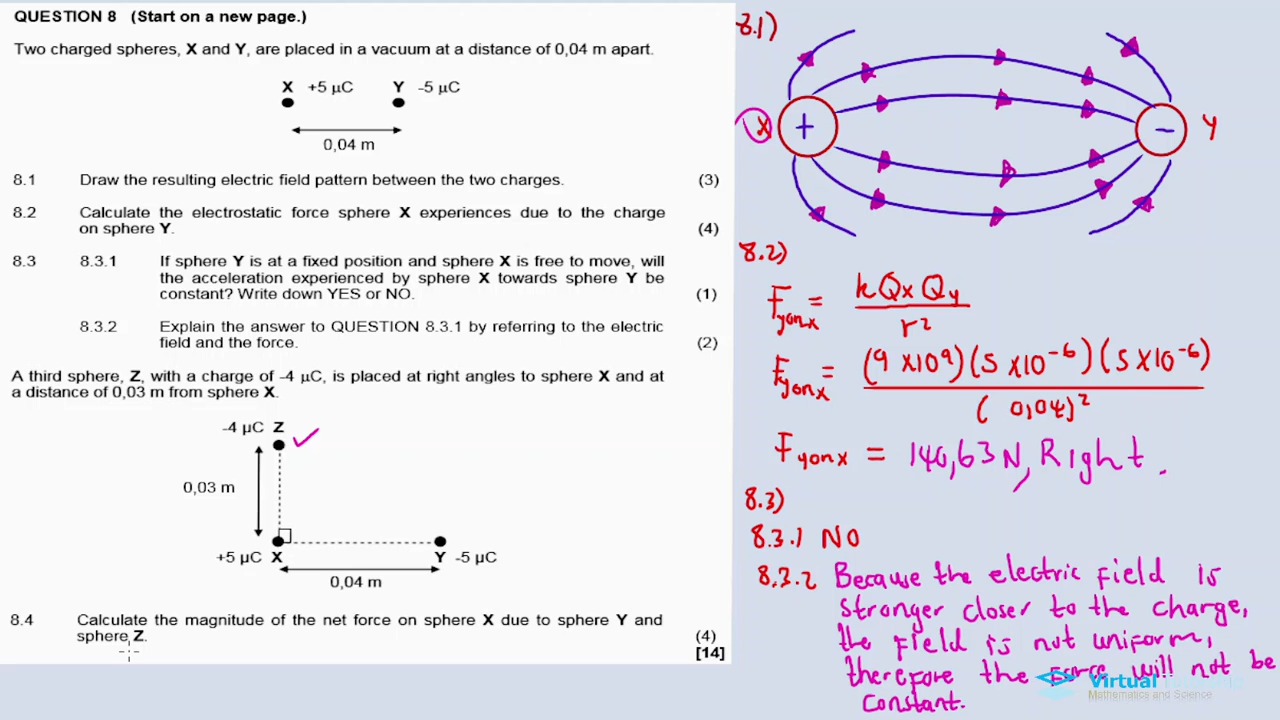 QUESTION 8 (Start on a new page.)
Two charged spheres, X and Y, are placed in a vacuum at a distance of 0,04 m apart.
X +5 µC Y -5 µC
0,04 m
8.1 Draw the resulting electric field pattern between the two charges. (3)
8.2 Calculate the electrostatic force sphere X experiences due to the charge
on sphere Y. (4)
8.3 8.3.1 If sphere Y is at a fixed position and sphere X is free to move, will
the acceleration experienced by sphere X towards sphere Y be
constant? Write down YES or NO. (1)
8.3.2 Explain the answer to QUESTION 8.3.1 by referring to the electric
field and the force. (2)
A third sphere, Z, with a charge of -4 µC, is placed at right angles to sphere X and at
a distance of 0,03 m from sphere X.
-4 µC Z
0,03 m
+5 µC X Y -5 µC
0,04 m
8.4 Calculate the magnitude of the net force on sphere X due to sphere Y and
sphere Z. (4)
[14]
8.1)
X + - Y
8.2)
Fyonx = kQxQy
r²
Fyonx = (9 x10⁹)(5 x10⁻⁶)(5 x10⁻⁶)
(0,04)²
Fyonx = 140,63N, Right.
8.3)
8.3.1 NO
8.3.2 Because the electric field is
stronger closer to the charge,
the field is not uniform,
therefore the force will not be
constant.
Virtual
Mathematics and Science